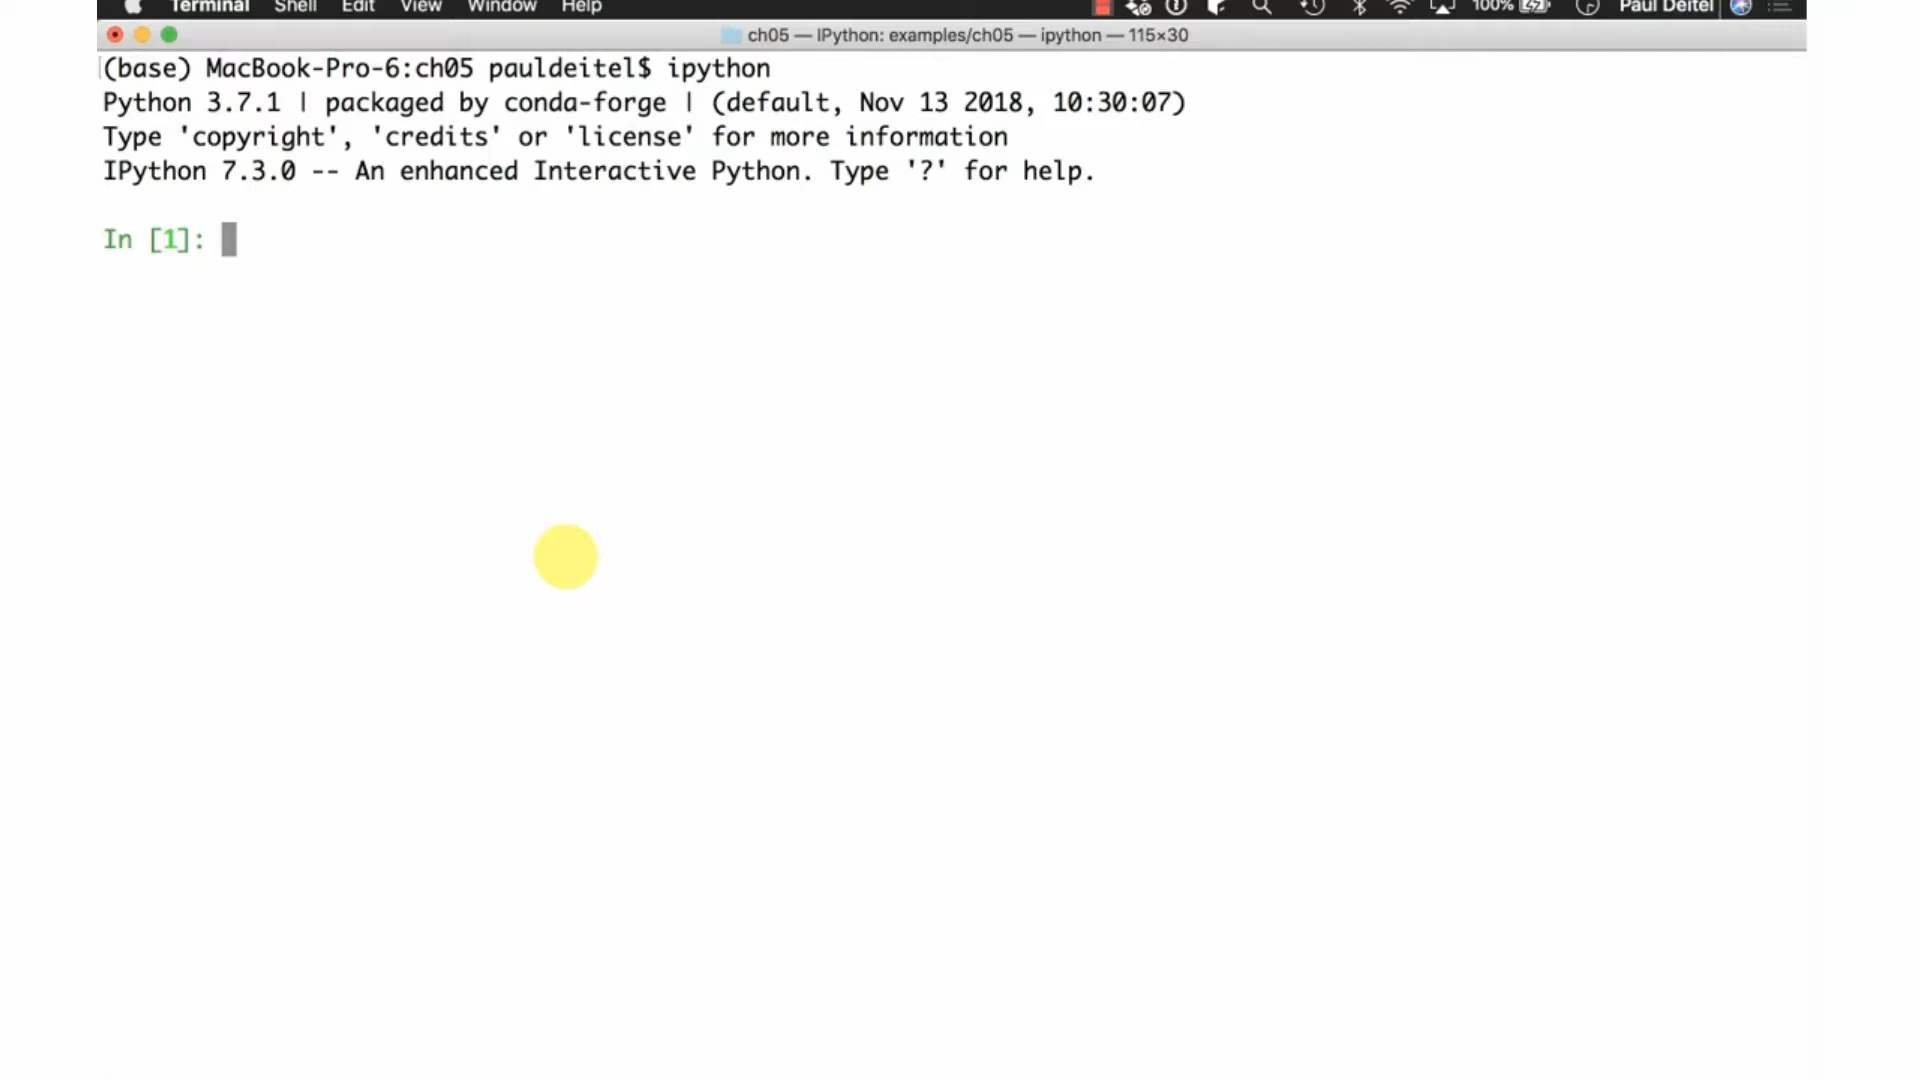 Terminal Shell Edit View Window Help 100% Paul Deitel
ch05 — IPython: examples/ch05 — ipython — 115×30
(base) MacBook-Pro-6:ch05 pauldeitel$ ipython
Python 3.7.1 | packaged by conda-forge | (default, Nov 13 2018, 10:30:07)
Type 'copyright', 'credits' or 'license' for more information
IPython 7.3.0 -- An enhanced Interactive Python. Type '?' for help.
In [1]: